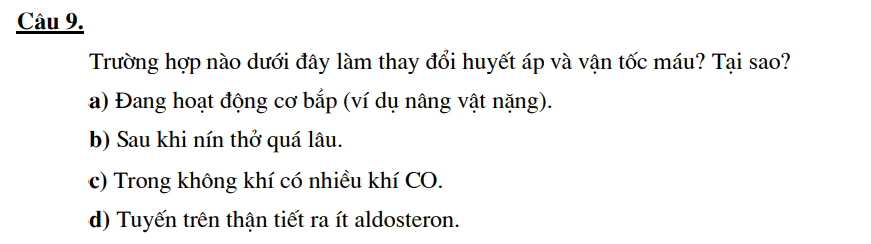 Câu 9.
Trường hợp nào dưới đây làm thay đổi huyết áp và vận tốc máu? Tại sao?
a) Đang hoạt động cơ bắp (ví dụ nâng vật nặng).
b) Sau khi nín thở quá lâu.
c) Trong không khí có nhiều khí CO.
d) Tuyến trên thận tiết ra ít aldosteron.